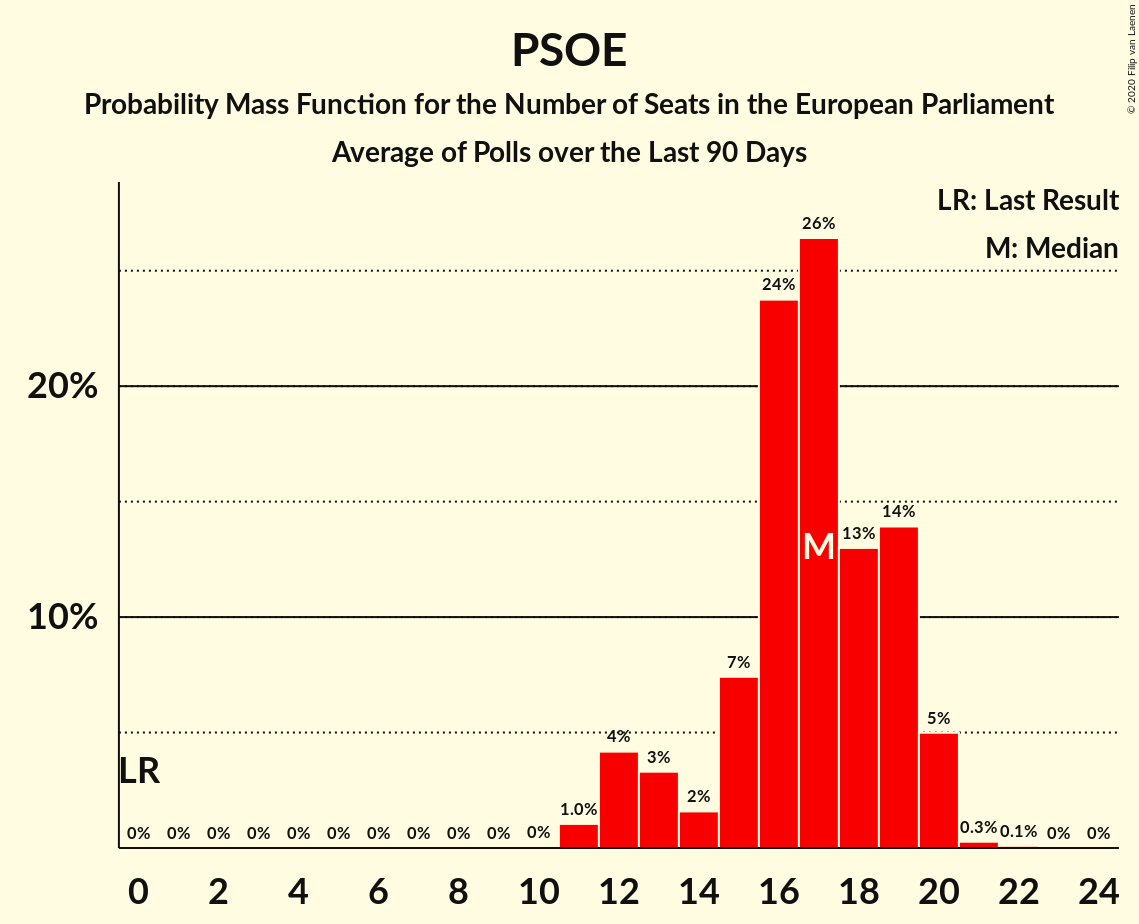 PSOE
Probability Mass Function for the Number of Seats in the European Parliament
Average of Polls over the Last 90 Days
© 2020 Filip van Laenen
LR: Last Result
M: Median
26%
24%
20%
14%
13%
M
10%
7%
5%
4%
3%
LR
2%
1.0%
0% 0% 0% 0% 0% 0% 0% 0% 0% 0% 0% 0.3% 0.1% 0% 0%
0 2 4 6 8 10 12 14 16 18 20 22 24